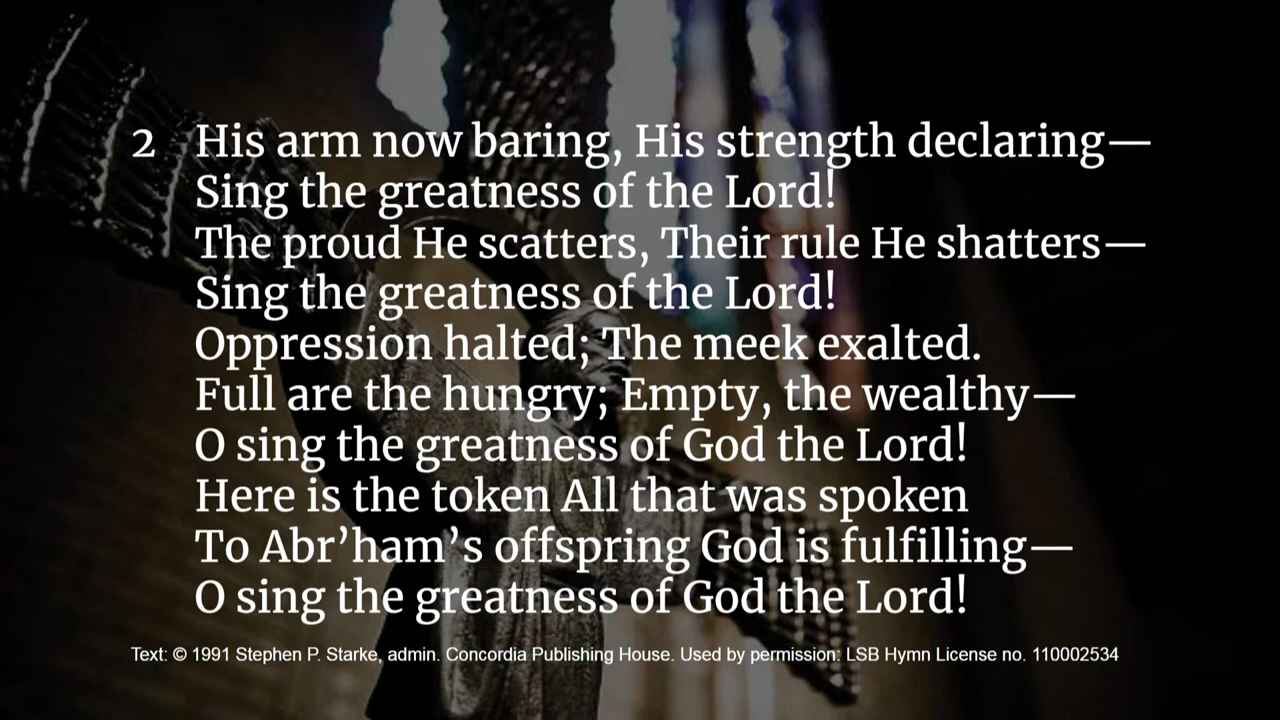 2 His arm now baring, His strength declaring—
Sing the greatness of the Lord!
The proud He scatters, Their rule He shatters—
Sing the greatness of the Lord!
Oppression halted; The meek exalted.
Full are the hungry; Empty, the wealthy—
O sing the greatness of God the Lord!
Here is the token All that was spoken
To Abr’ham’s offspring God is fulfilling—
O sing the greatness of God the Lord!
Text: © 1991 Stephen P. Starke, admin. Concordia Publishing House. Used by permission: LSB Hymn License no. 110002534